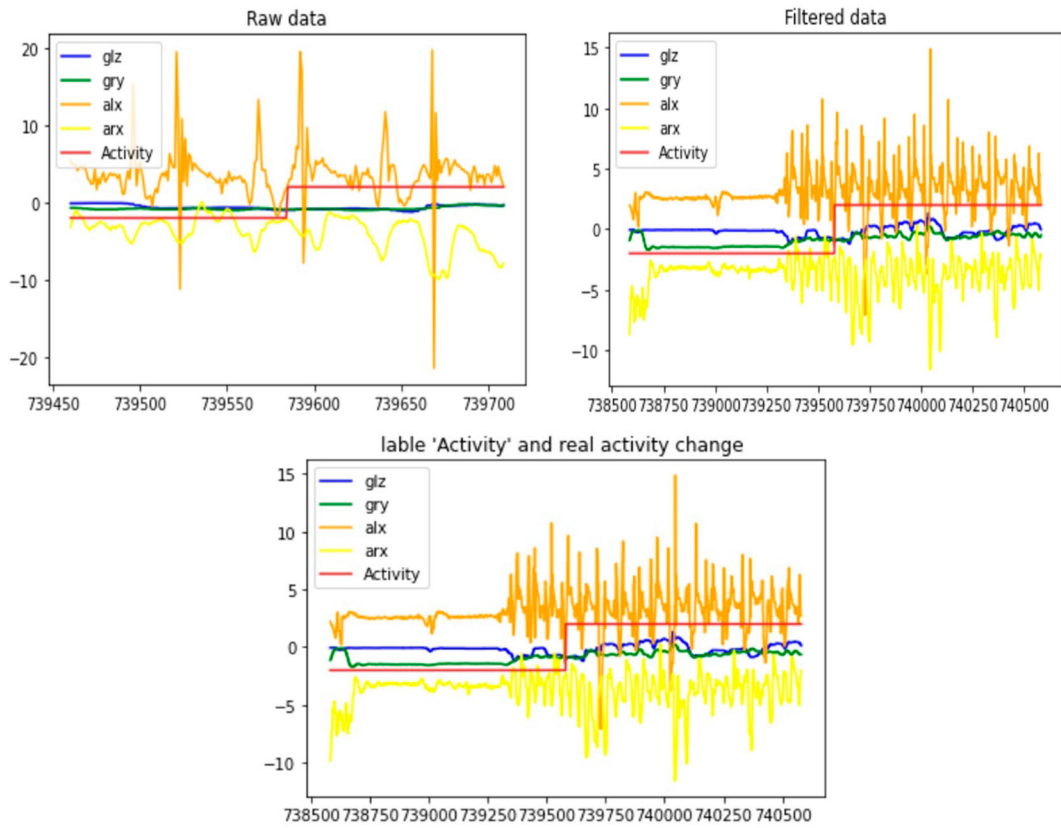 Raw data
20
10
0
−10
−20
glz
gry
alx
arx
Activity
739450 739500 739550 739600 739650 739700
Filtered data
15
10
5
0
−5
−10
glz
gry
alx
arx
Activity
738500 738750 739000 739250 739500 739750 740000 740250 740500
lable 'Activity' and real activity change
15
10
5
0
−5
−10
glz
gry
alx
arx
Activity
738500 738750 739000 739250 739500 739750 740000 740250 740500